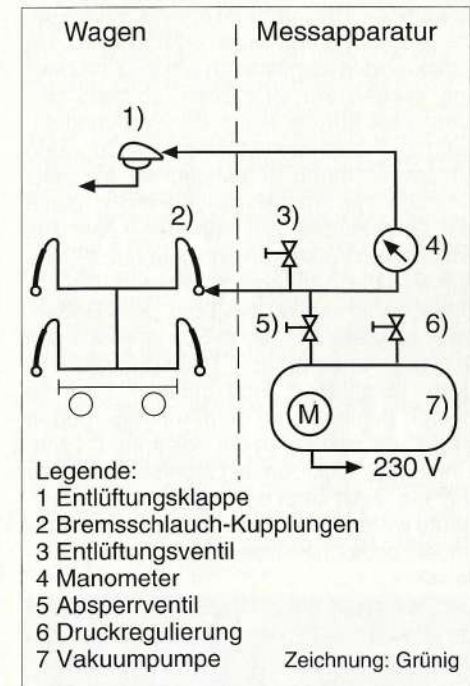 Wagen
Messapparatur
1)
2)
3)
4)
5)
6)
M
7)
230 V
Legende:
1 Entlüftungsklappe
2 Bremsschlauch-Kupplungen
3 Entlüftungsventil
4 Manometer
5 Absperrventil
6 Druckregulierung
7 Vakuumpumpe
Zeichnung: Grünig